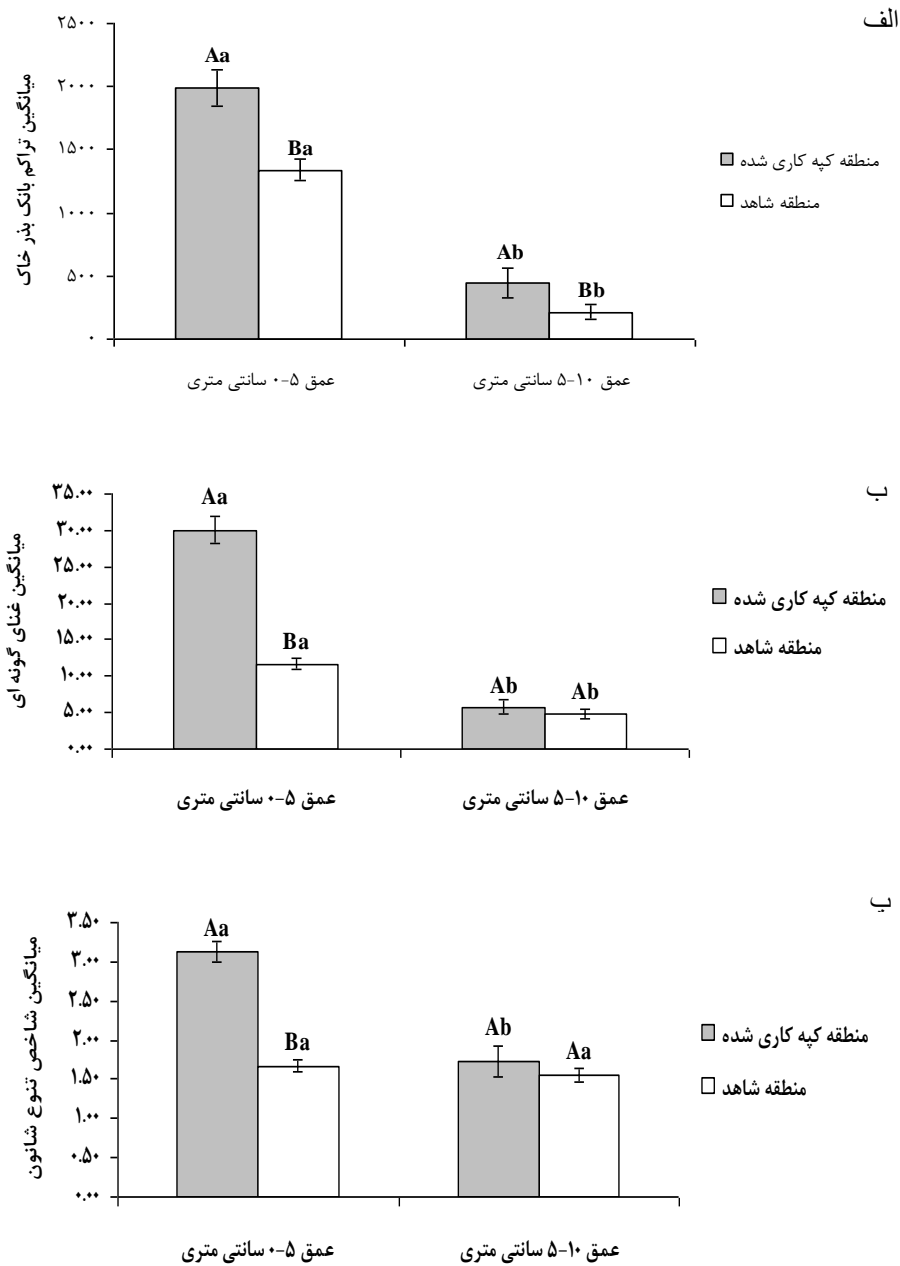 الف
میانگین تراکم بانک بذر خاک
۲۵۰۰
۲۰۰۰
۱۵۰۰
۱۰۰۰
۵۰۰
۰
Aa
Ba
Ab
Bb
عمق ۰-۵ سانتی متری
عمق ۵-۱۰ سانتی متری
منطقه کپه کاری شده
منطقه شاهد
ب
میانگین غنای گونه ای
۳۵.۰۰
۳۰.۰۰
۲۵.۰۰
۲۰.۰۰
۱۵.۰۰
۱۰.۰۰
۵.۰۰
۰.۰۰
Aa
Ba
Ab
Ab
عمق ۰-۵ سانتی متری
عمق ۵-۱۰ سانتی متری
منطقه کپه کاری شده
منطقه شاهد
پ
میانگین شاخص تنوع شانون
۳.۵۰
۳.۰۰
۲.۵۰
۲.۰۰
۱.۵۰
۱.۰۰
۰.۵۰
۰.۰۰
Aa
Ba
Ab
Aa
عمق ۰-۵ سانتی متری
عمق ۵-۱۰ سانتی متری
منطقه کپه کاری شده
منطقه شاهد